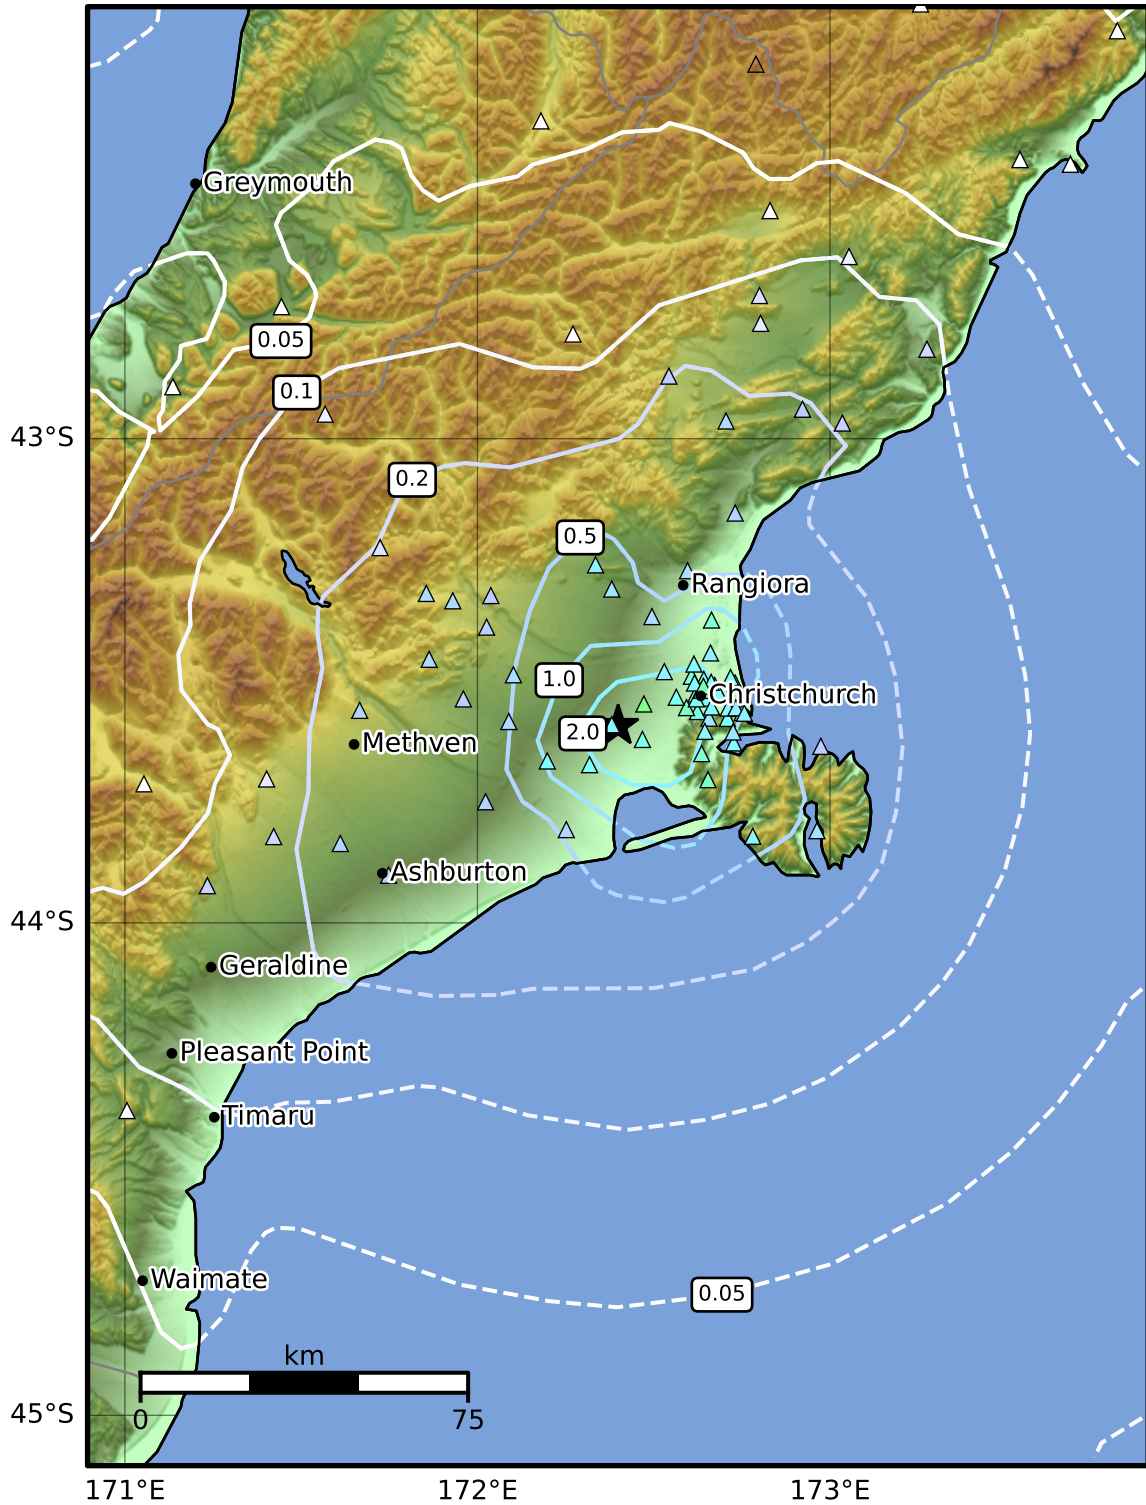 Greymouth
0.05
0.1
43°S
0.2
0.5
Rangiora
1.0
Christchurch
2.0
Methven
Ashburton
44°S
Geraldine
Pleasant Point
Timaru
Waimate
0.05
km
0 75
45°S
171°E 172°E 173°E